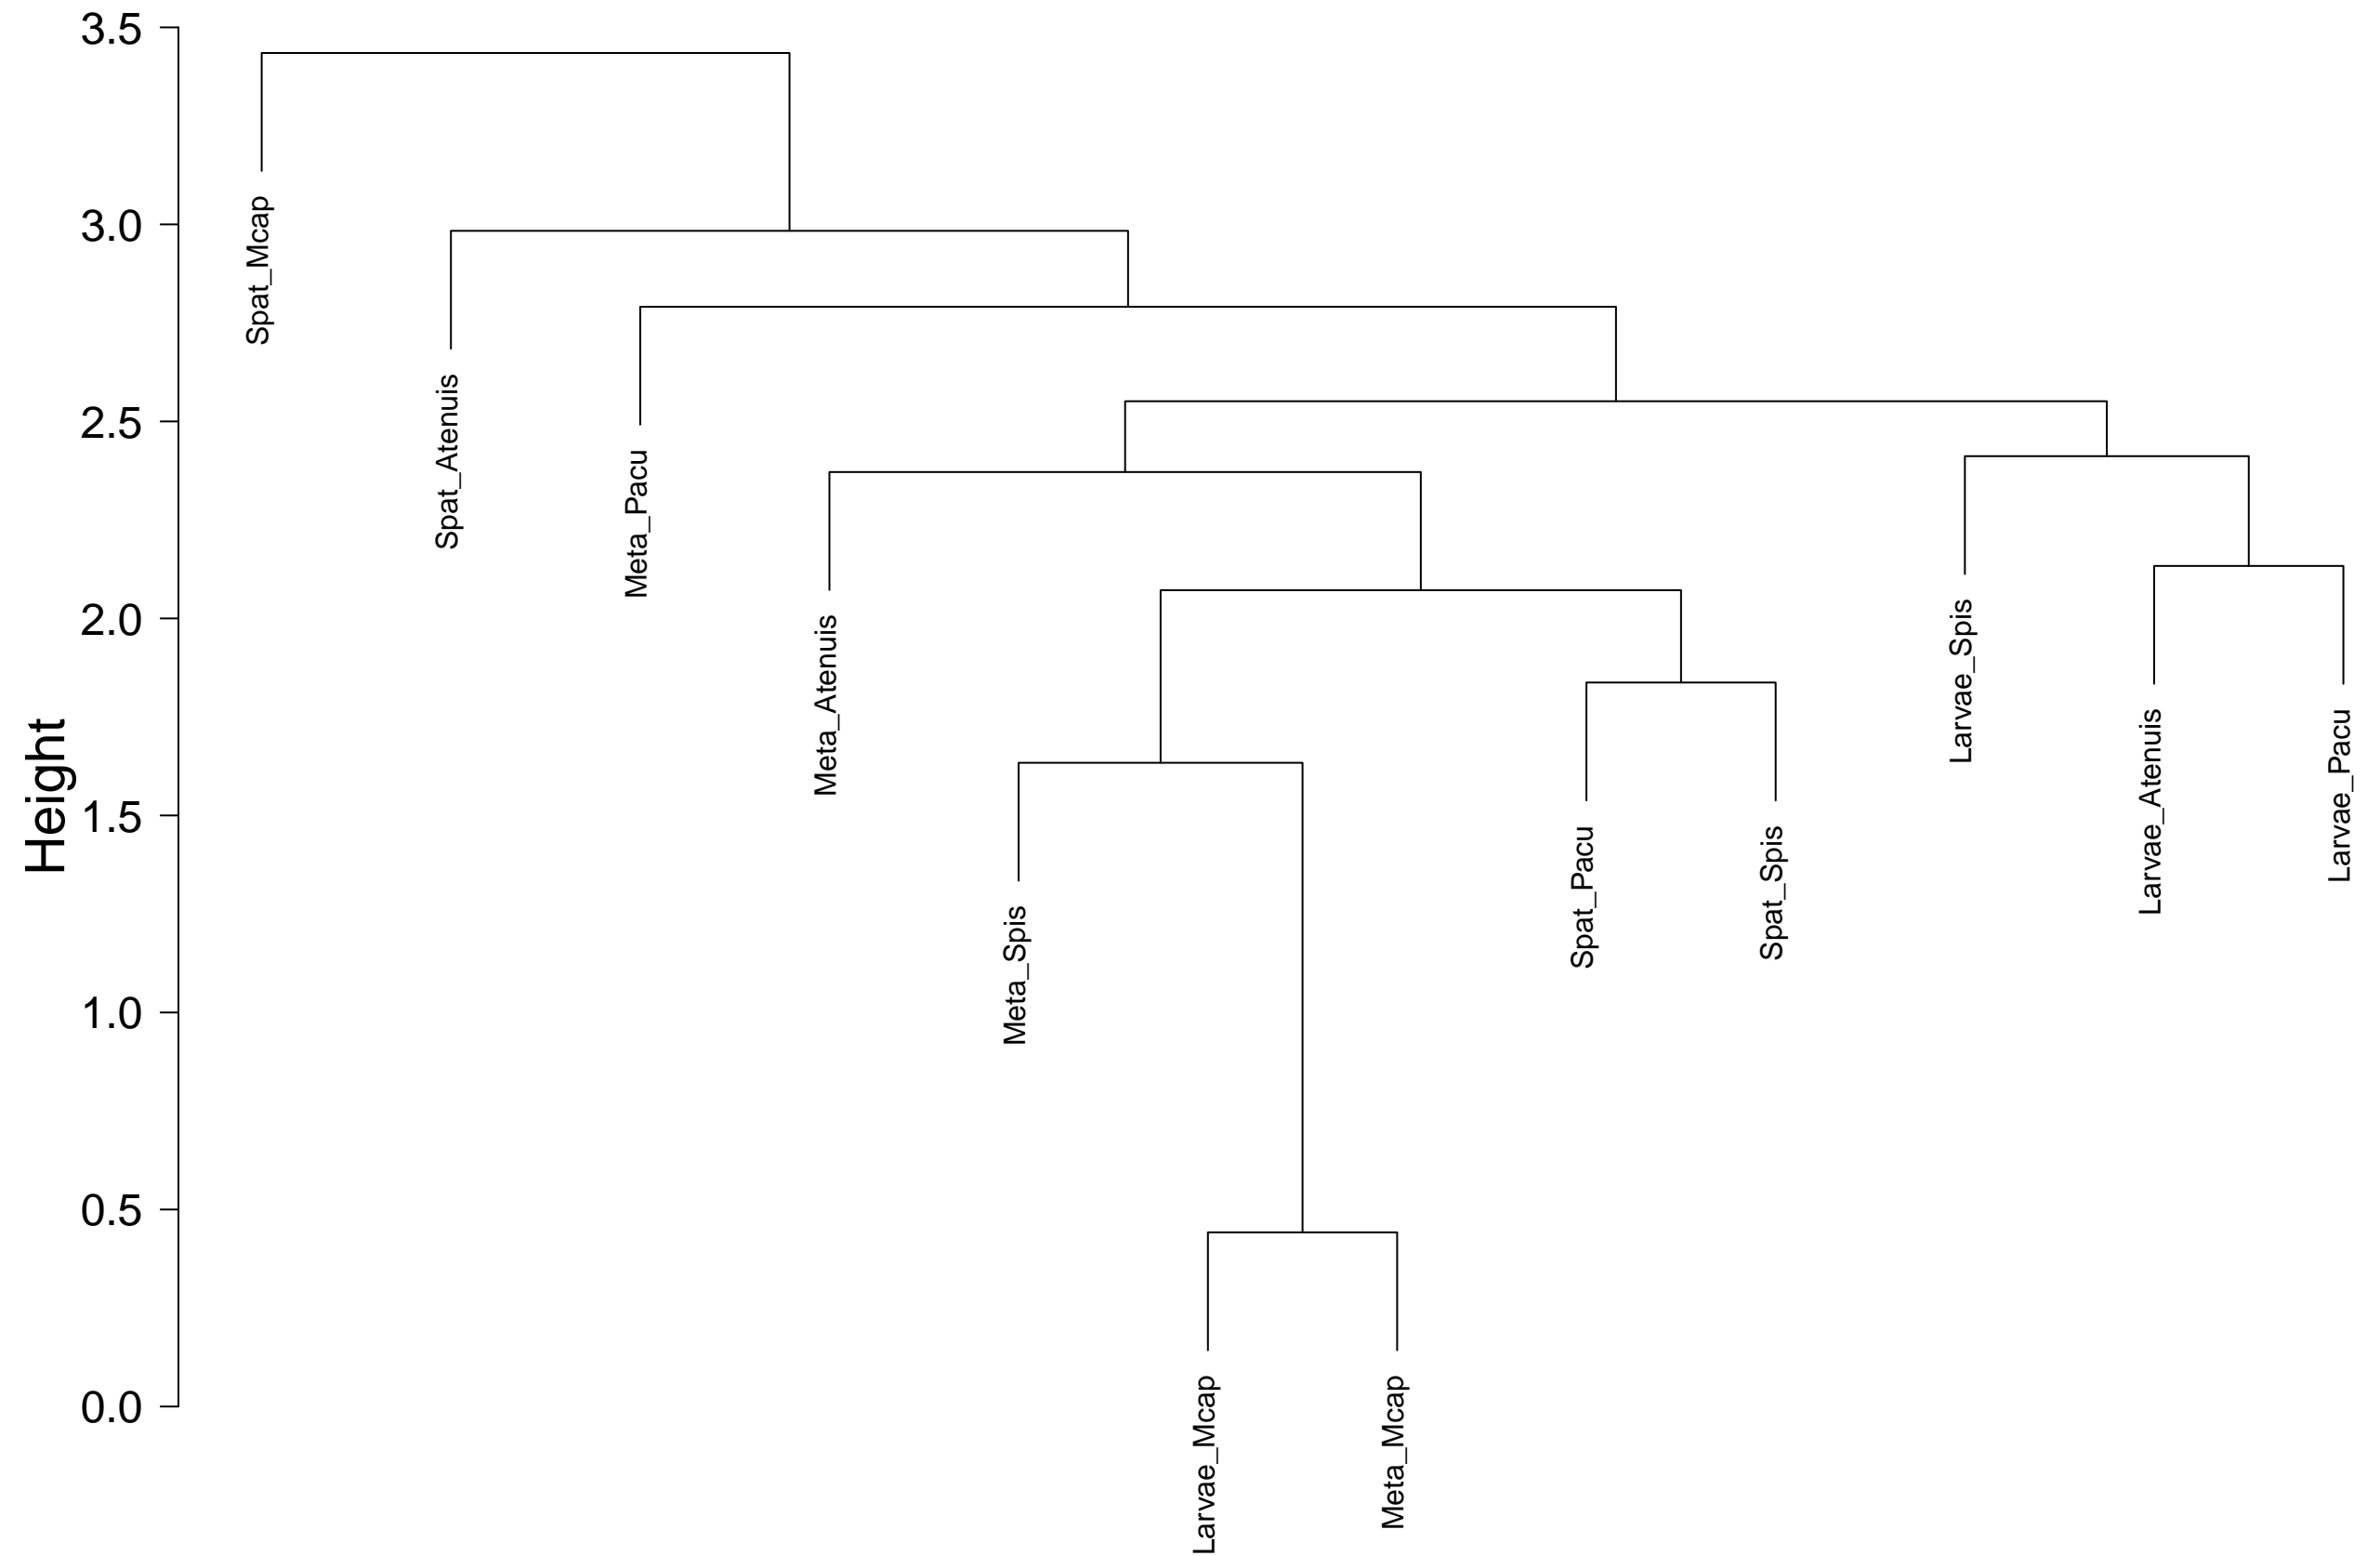 Height
3.5
3.0
2.5
2.0
1.5
1.0
0.5
0.0
Spat_Mcap
Spat_Atenuis
Meta_Pacu
Meta_Atenuis
Meta_Spis
Larvae_Mcap
Meta_Mcap
Spat_Pacu
Spat_Spis
Larvae_Spis
Larvae_Atenuis
Larvae_Pacu